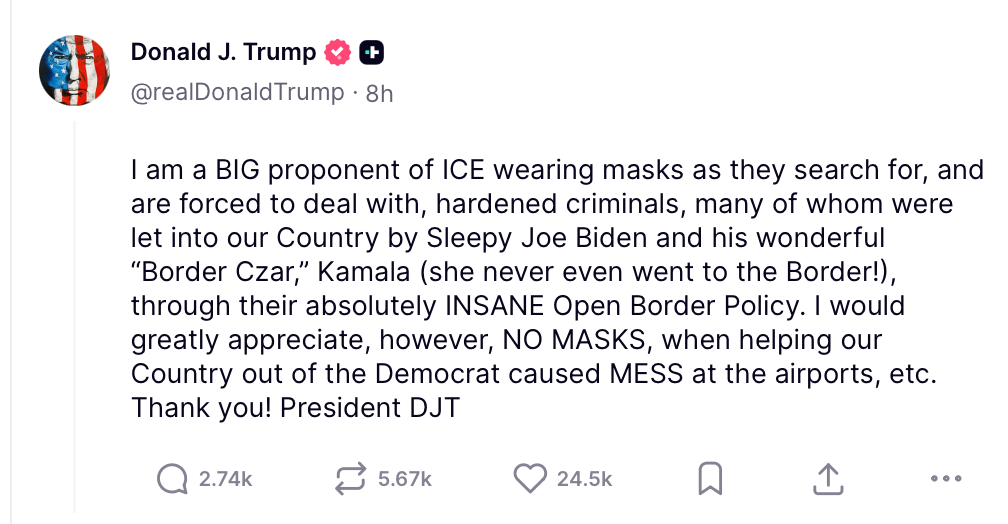 Donald J. Trump
@realDonaldTrump · 8h
I am a BIG proponent of ICE wearing masks as they search for, and
are forced to deal with, hardened criminals, many of whom were
let into our Country by Sleepy Joe Biden and his wonderful
“Border Czar,” Kamala (she never even went to the Border!),
through their absolutely INSANE Open Border Policy. I would
greatly appreciate, however, NO MASKS, when helping our
Country out of the Democrat caused MESS at the airports, etc.
Thank you! President DJT
2.74k 5.67k 24.5k